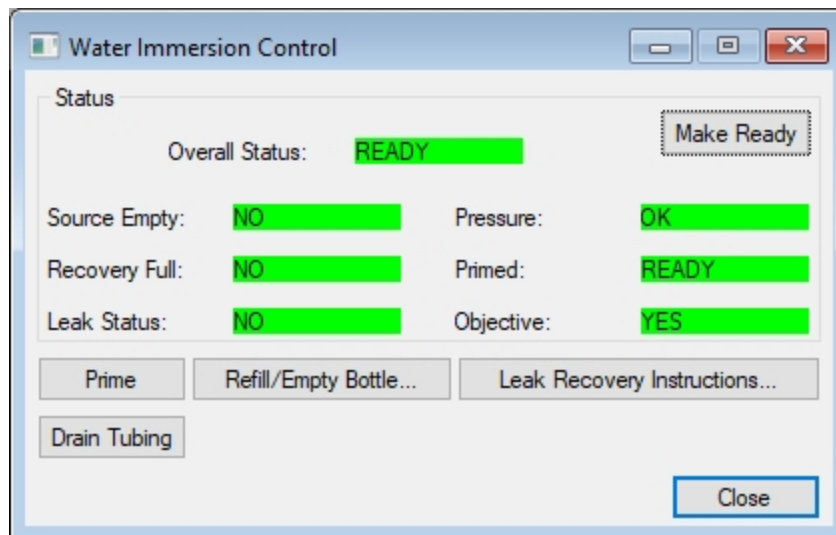 Water Immersion Control
Status
Make Ready
Overall Status: READY
Source Empty: NO Pressure: OK
Recovery Full: NO Primed: READY
Leak Status: NO Objective: YES
Prime Refill/Empty Bottle... Leak Recovery Instructions...
Drain Tubing
Close